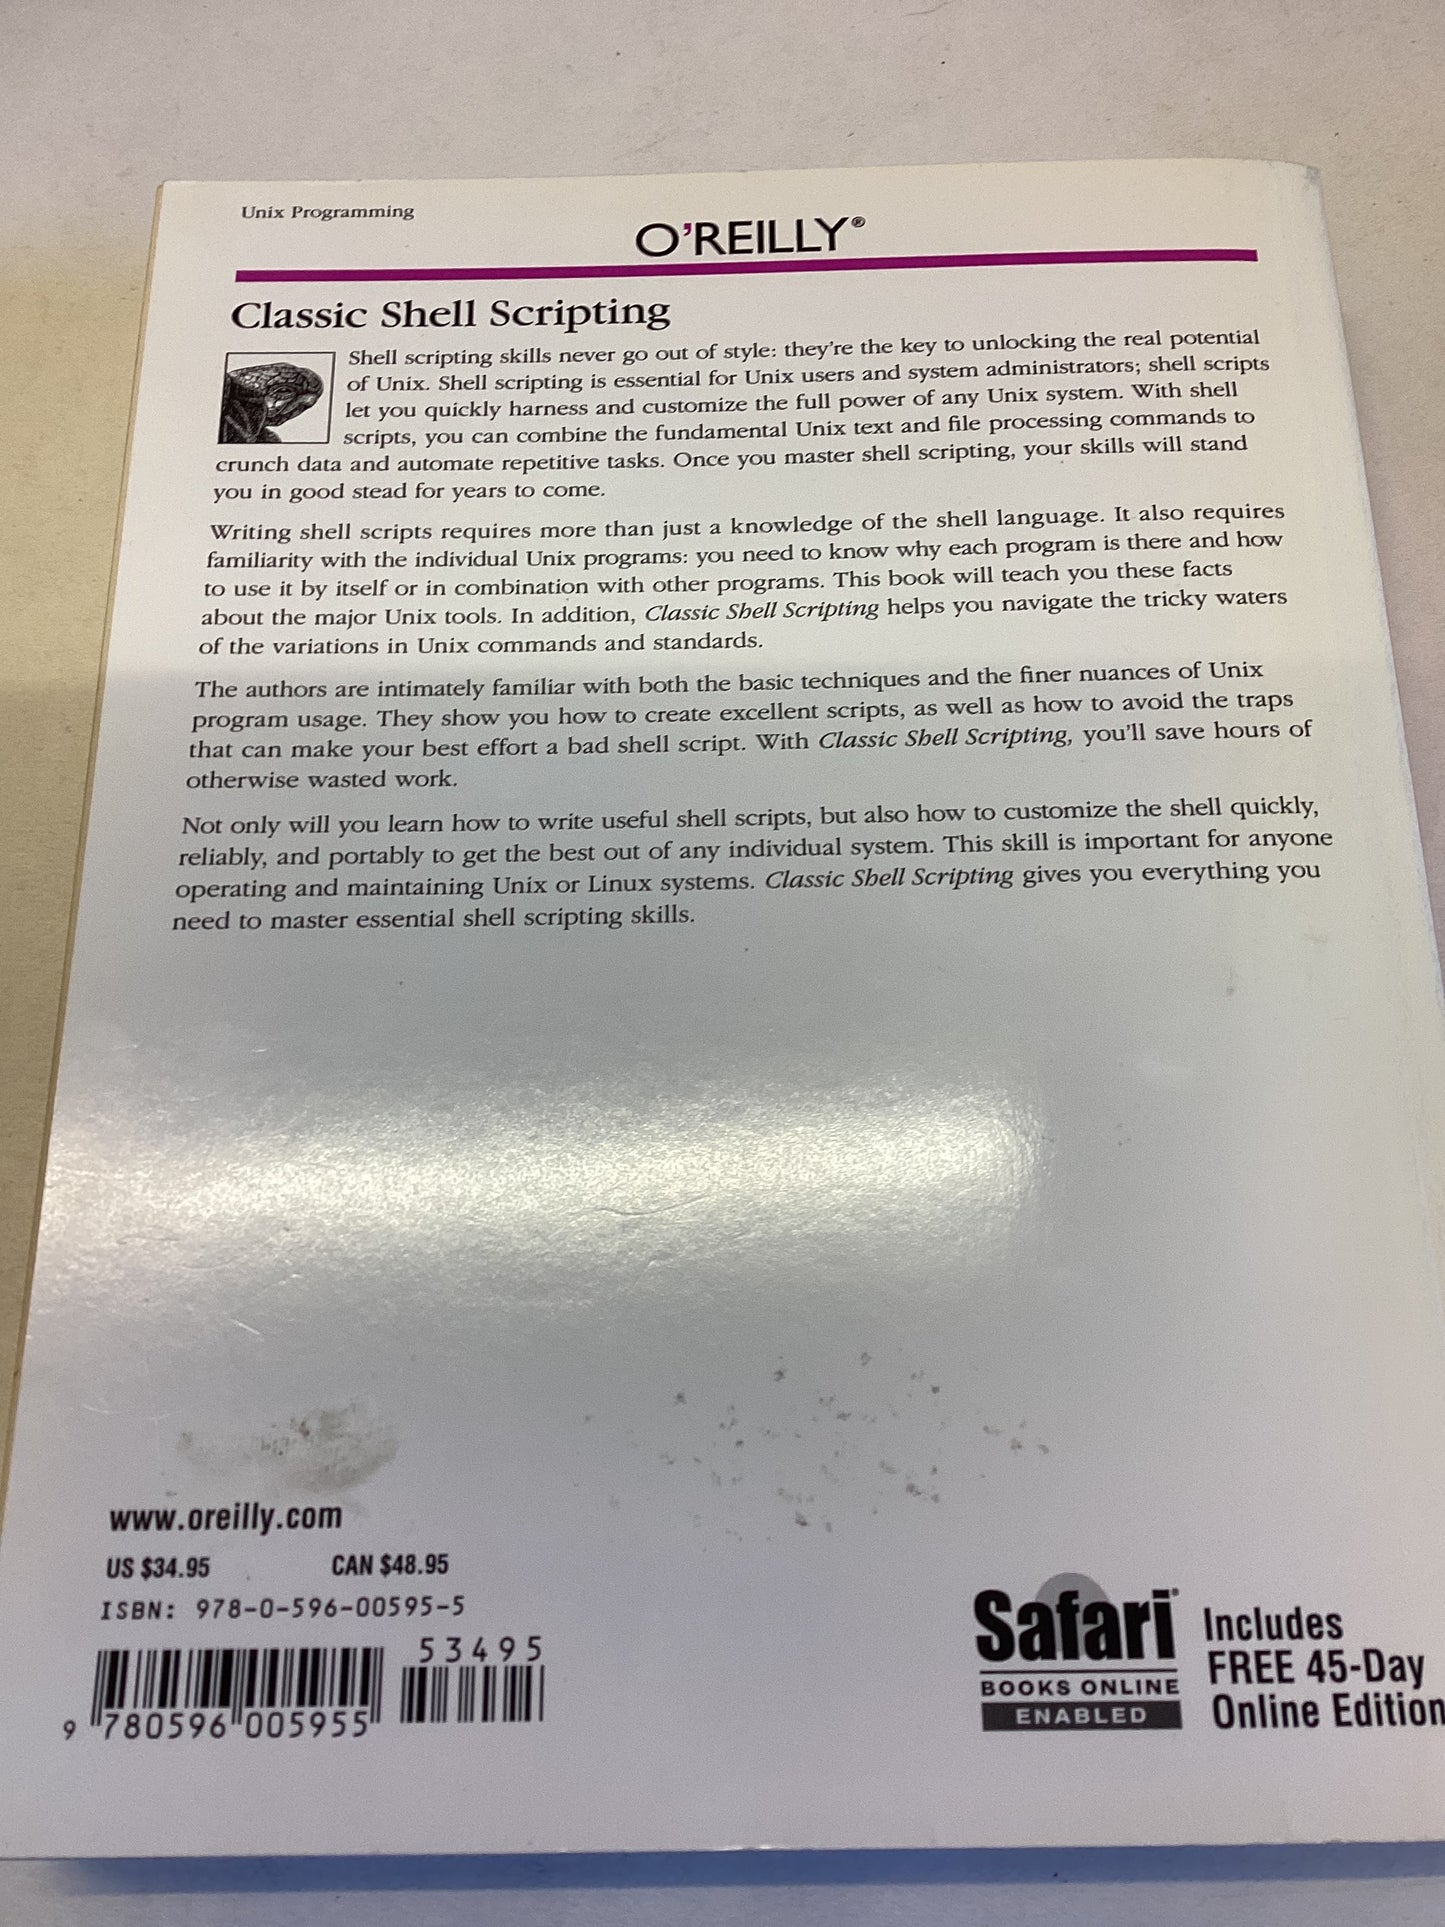 Unix Programming
O'REILLY®
Classic Shell Scripting
Shell scripting skills never go out of style: they're the key to unlocking the real potential
of Unix. Shell scripting is essential for Unix users and system administrators; shell scripts
let you quickly harness and customize the full power of any Unix system. With shell
scripts, you can combine the fundamental Unix text and file processing commands to
crunch data and automate repetitive tasks. Once you master shell scripting, your skills will stand
you in good stead for years to come.
Writing shell scripts requires more than just a knowledge of the shell language. It also requires
familiarity with the individual Unix programs: you need to know why each program is there and how
to use it by itself or in combination with other programs. This book will teach you these facts
about the major Unix tools. In addition, Classic Shell Scripting helps you navigate the tricky waters
of the variations in Unix commands and standards.
The authors are intimately familiar with both the basic techniques and the finer nuances of Unix
program usage. They show you how to create excellent scripts, as well as how to avoid the traps
that can make your best effort a bad shell script. With Classic Shell Scripting, you'll save hours of
otherwise wasted work.
Not only will you learn how to write useful shell scripts, but also how to customize the shell quickly,
reliably, and portably to get the best out of any individual system. This skill is important for anyone
operating and maintaining Unix or Linux systems. Classic Shell Scripting gives you everything you
need to master essential shell scripting skills.
www.oreilly.com
US $34.95 CAN $48.95
ISBN: 978-0-596-00595-5
53495
9 780596 005955
Safari®
BOOKS ONLINE
ENABLED
Includes
FREE 45-Day
Online Edition